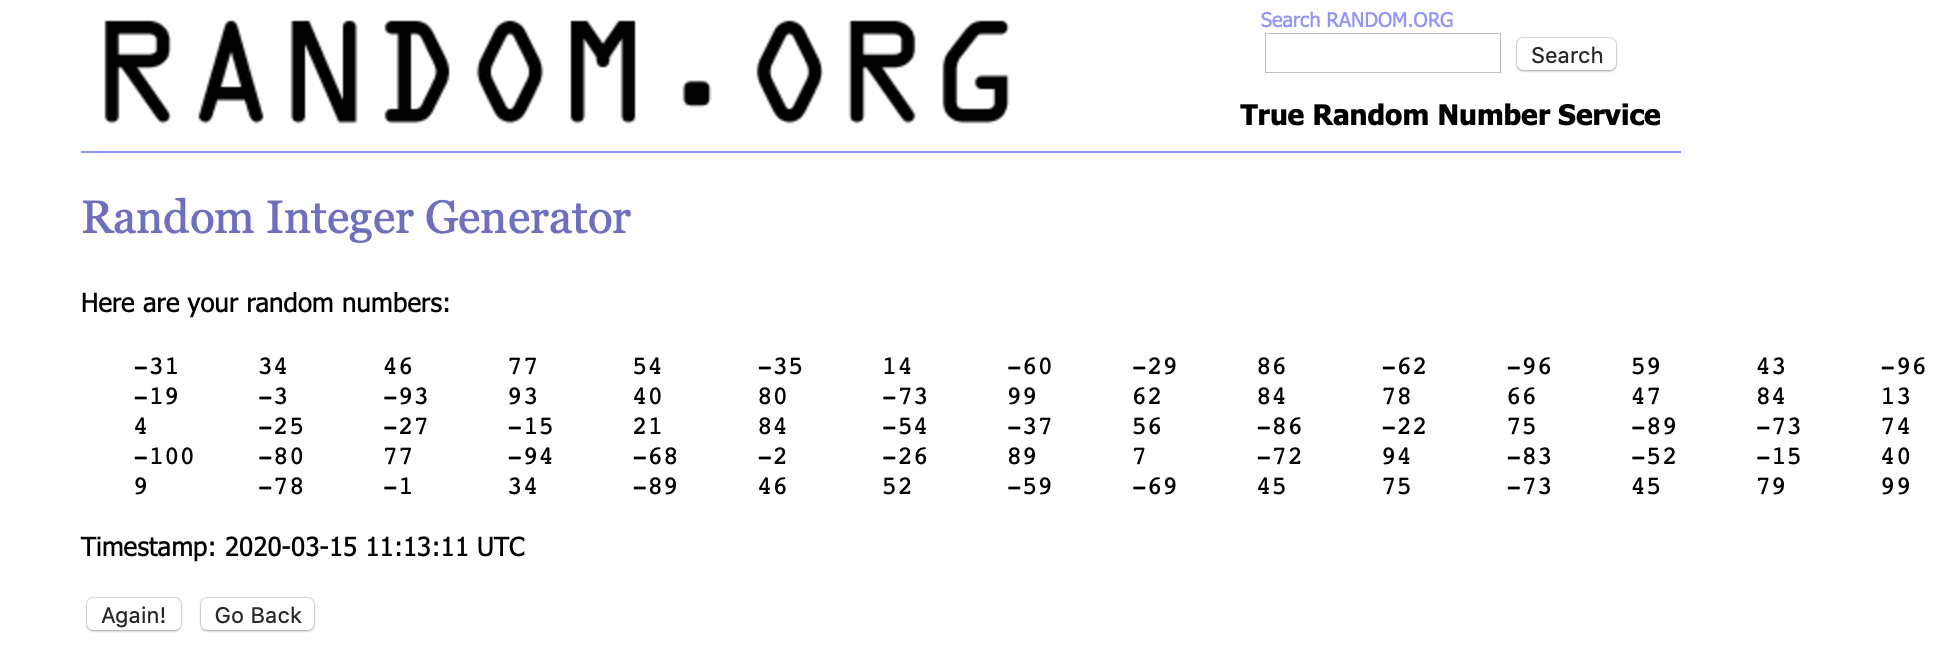 RANDOM.ORG
Search RANDOM.ORG
Search
True Random Number Service
Random Integer Generator
Here are your random numbers:
-31 34 46 77 54 -35 14 -60 -29 86 -62 -96 59 43 -96
-19 -3 -93 93 40 80 -73 99 62 84 78 66 47 84 13
4 -25 -27 -15 21 84 -54 -37 56 -86 -22 75 -89 -73 74
-100 -80 77 -94 -68 -2 -26 89 7 -72 94 -83 -52 -15 40
9 -78 -1 34 -89 46 52 -59 -69 45 75 -73 45 79 99
Timestamp: 2020-03-15 11:13:11 UTC
Again! Go Back